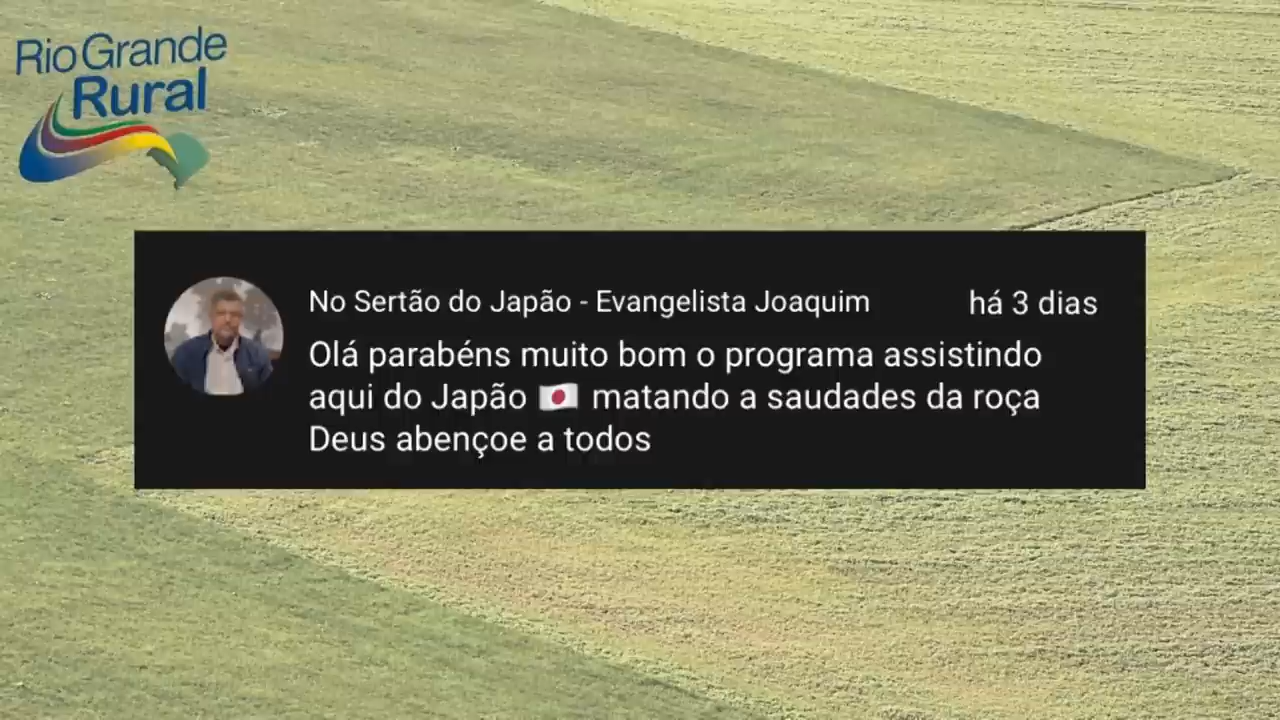 Rio Grande
Rural
No Sertão do Japão - Evangelista Joaquim há 3 dias
Olá parabéns muito bom o programa assistindo
aqui do Japão 🇯🇵 matando a saudades da roça
Deus abençoe a todos